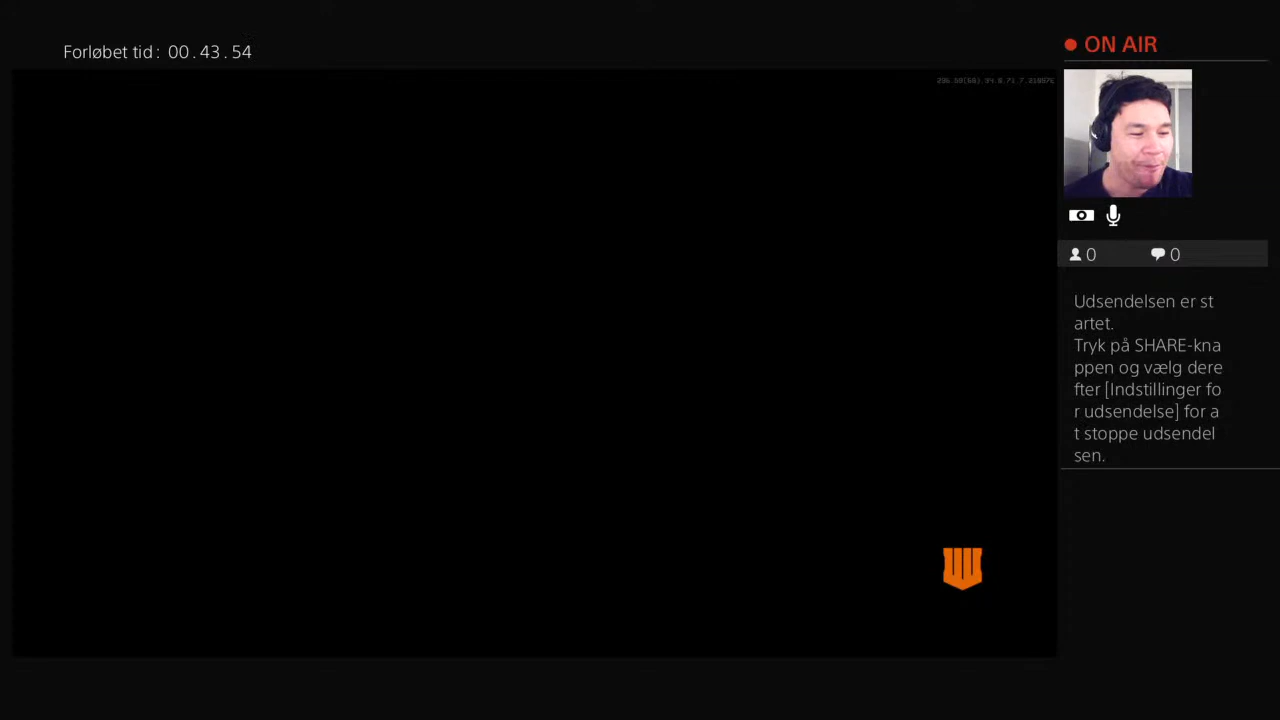 Forløbet tid: 00.43.54
ON AIR
0 0
Udsendelsen er st
artet.
Tryk på SHARE-kna
ppen og vælg dere
fter [Indstillinger fo
r udsendelse] for a
t stoppe udsendel
sen.